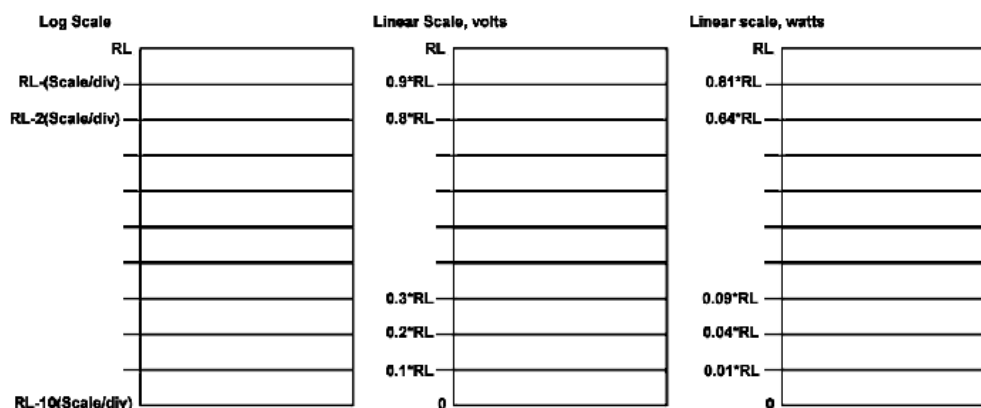 Log Scale
RL
RL-(Scale/div)
RL-2(Scale/div)
RL-10(Scale/div)
Linear Scale, volts
RL
0.9*RL
0.8*RL
0.3*RL
0.2*RL
0.1*RL
0
Linear scale, watts
RL
0.81*RL
0.64*RL
0.09*RL
0.04*RL
0.01*RL
0